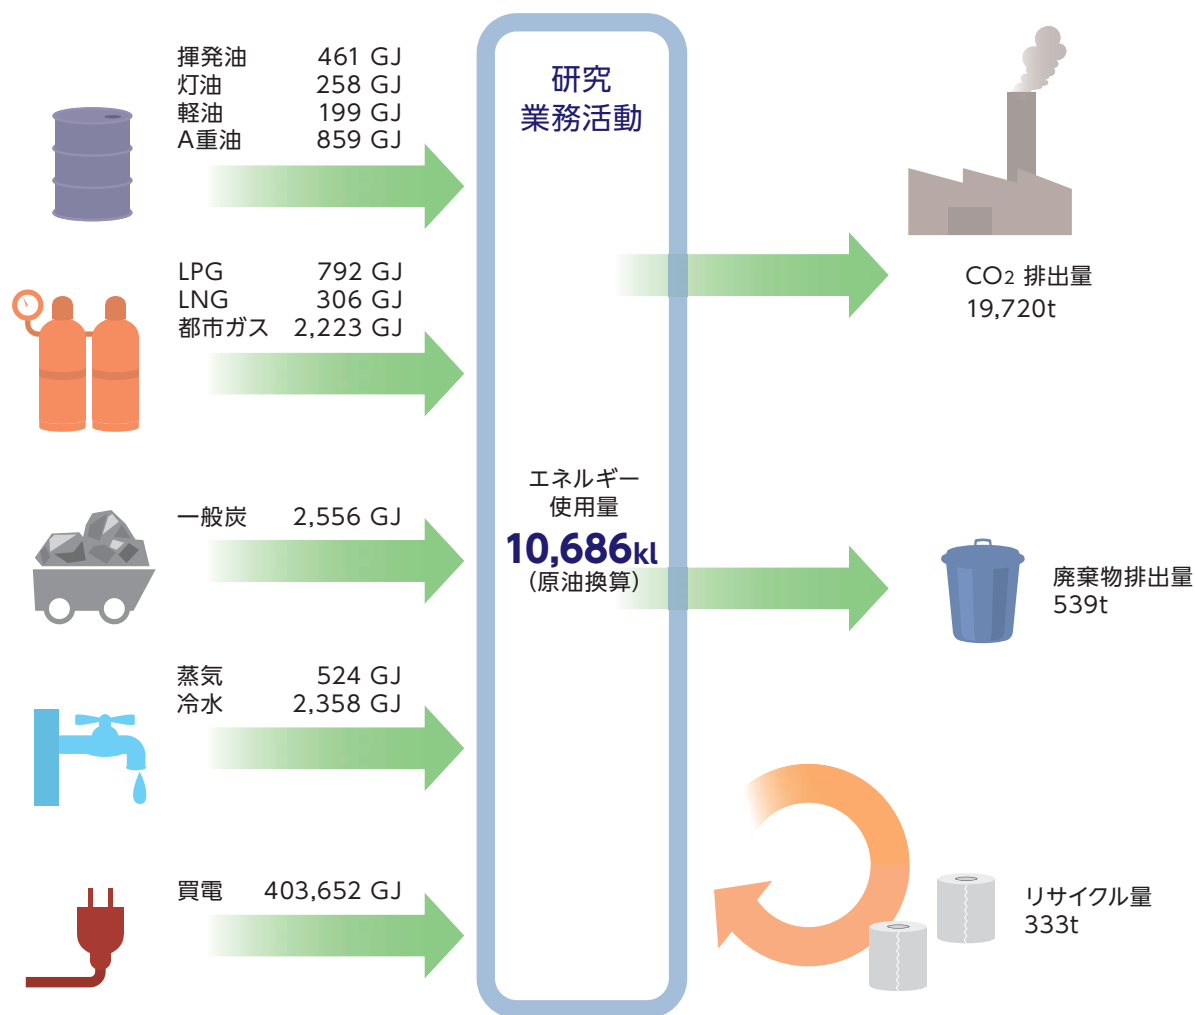 揮発油 461 GJ
灯油 258 GJ
軽油 199 GJ
A重油 859 GJ
LPG 792 GJ
LNG 306 GJ
都市ガス 2,223 GJ
一般炭 2,556 GJ
蒸気 524 GJ
冷水 2,358 GJ
買電 403,652 GJ
研究
業務活動
エネルギー
使用量
10,686kl
（原油換算）
CO2 排出量
19,720t
廃棄物排出量
539t
リサイクル量
333t